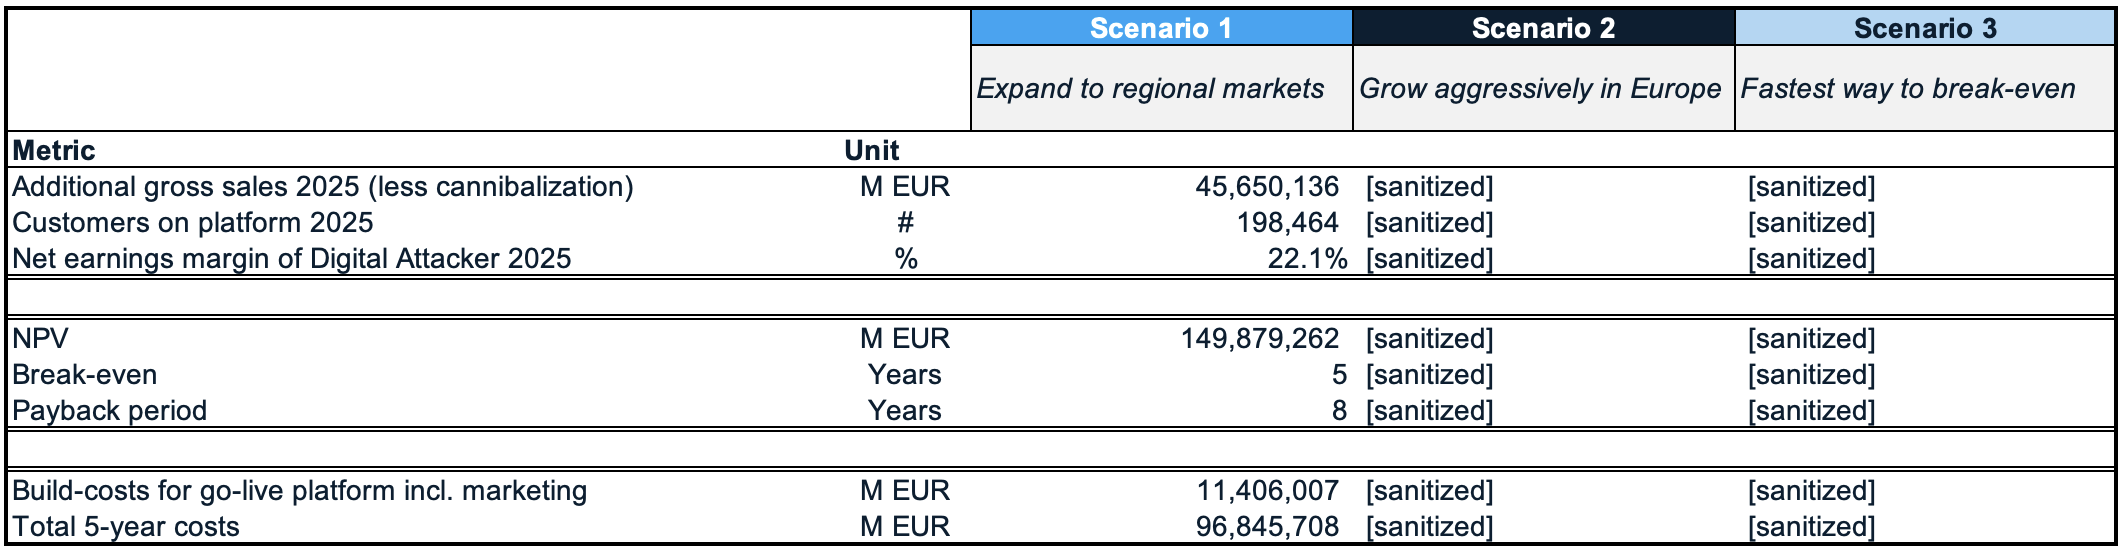 Scenario 1 Scenario 2 Scenario 3
Expand to regional markets Grow aggressively in Europe Fastest way to break-even
Metric Unit
Additional gross sales 2025 (less cannibalization) M EUR 45,650,136 [sanitized] [sanitized]
Customers on platform 2025 # 198,464 [sanitized] [sanitized]
Net earnings margin of Digital Attacker 2025 % 22.1% [sanitized] [sanitized]
NPV M EUR 149,879,262 [sanitized] [sanitized]
Break-even Years 5 [sanitized] [sanitized]
Payback period Years 8 [sanitized] [sanitized]
Build-costs for go-live platform incl. marketing M EUR 11,406,007 [sanitized] [sanitized]
Total 5-year costs M EUR 96,845,708 [sanitized] [sanitized]